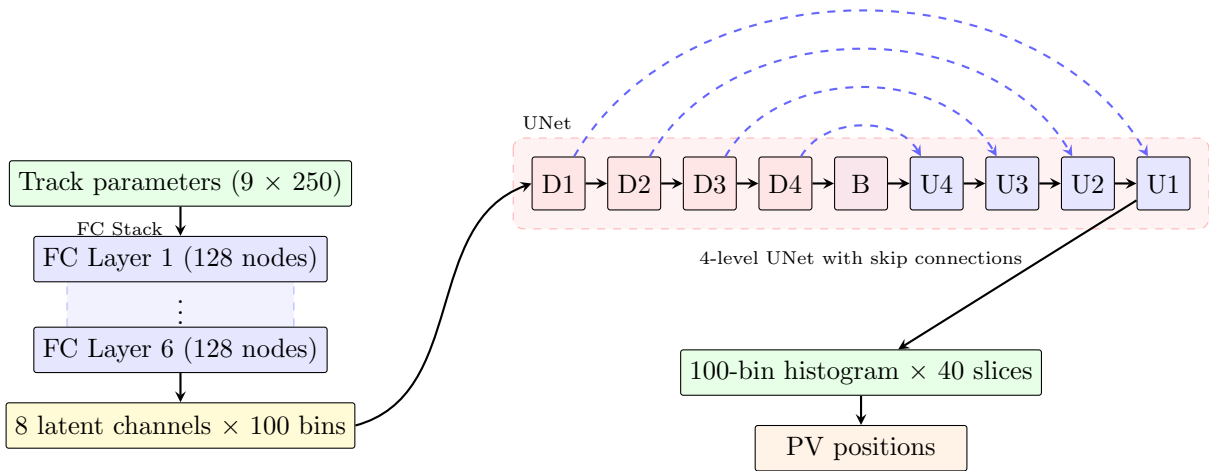 Track parameters (9 × 250)
FC Stack
FC Layer 1 (128 nodes)
⋮
FC Layer 6 (128 nodes)
8 latent channels × 100 bins
UNet
D1 D2 D3 D4 B U4 U3 U2 U1
4-level UNet with skip connections
100-bin histogram × 40 slices
PV positions